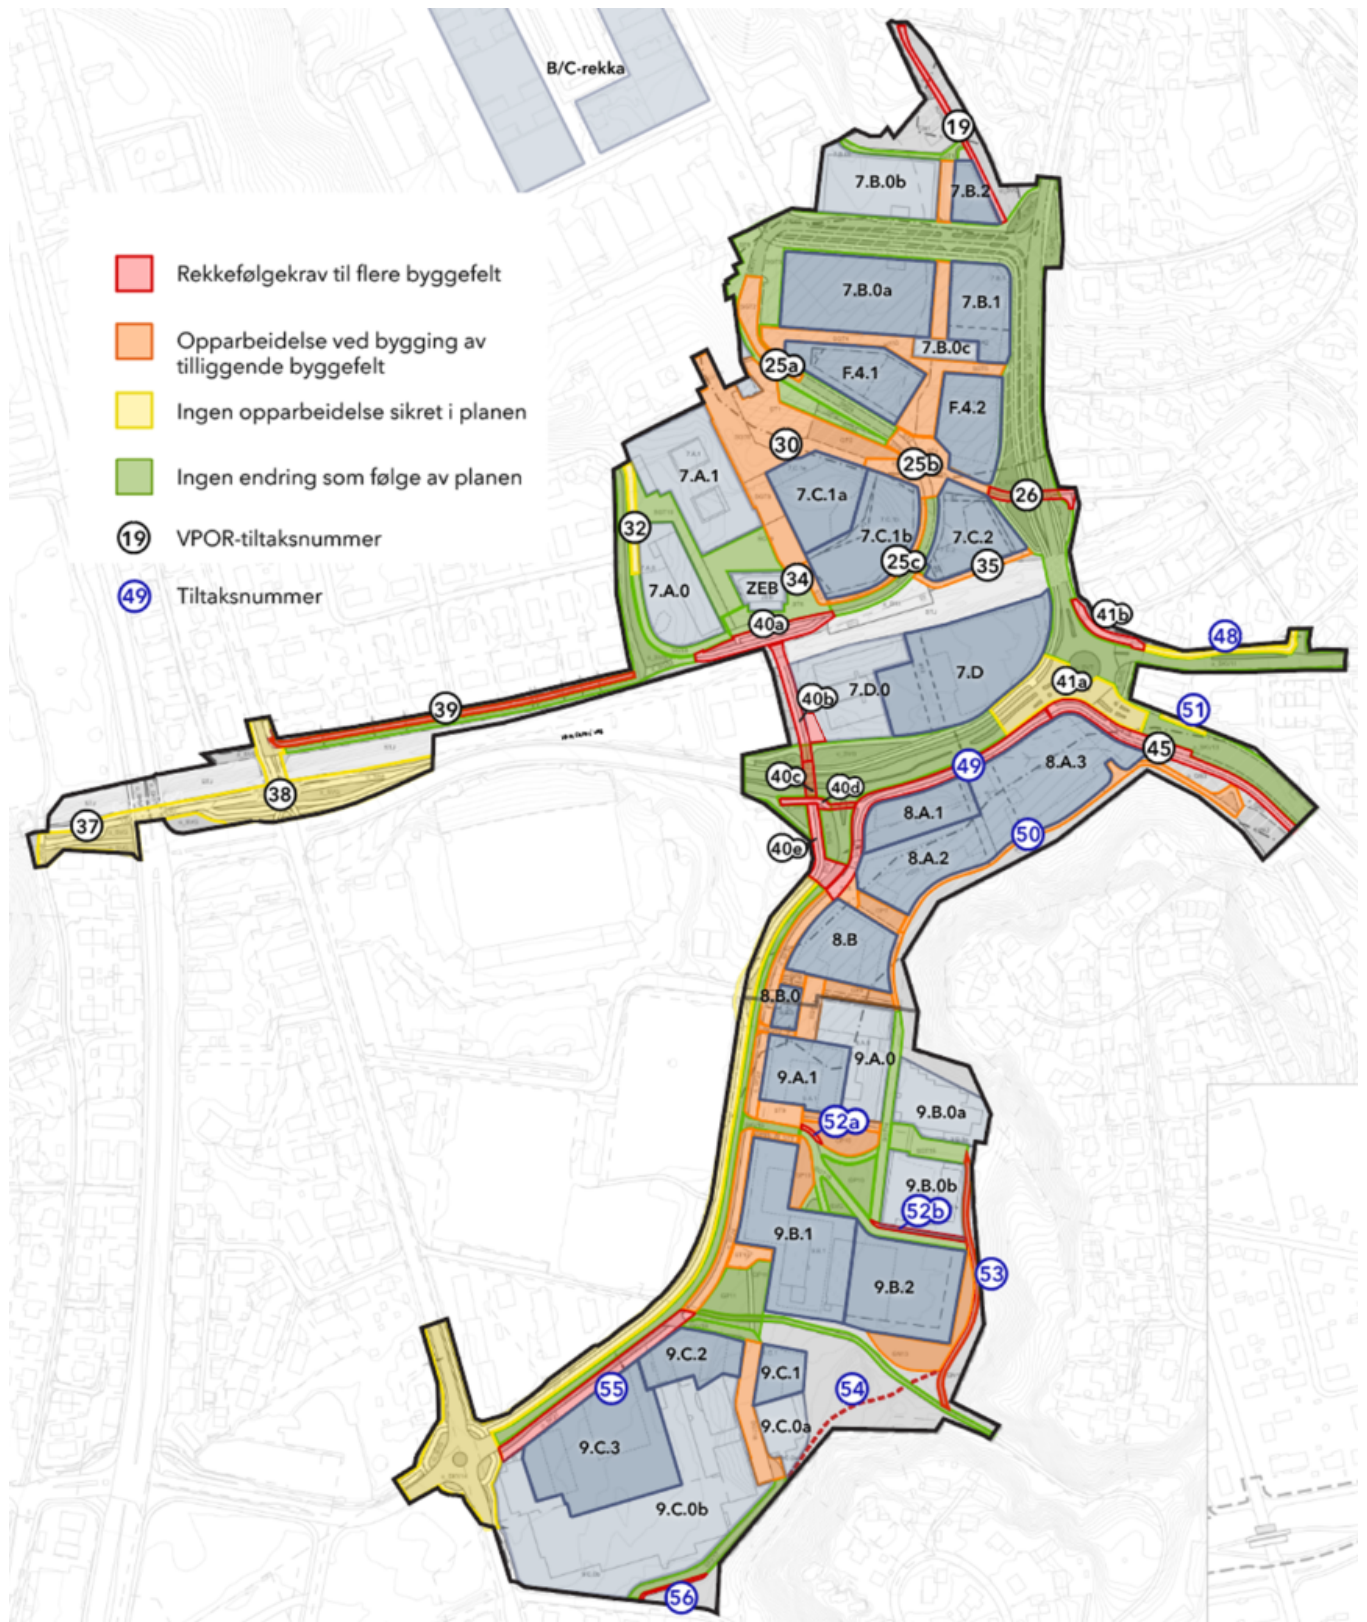 B/C-rekka
19
7.B.0b
7.B.2
Rekkefølgekrav til flere byggefelt
7.B.0a
7.B.1
Opparbeidelse ved bygging av
tilliggende byggefelt
7.B.0c
25a
F.4.1
Ingen opparbeidelse sikret i planen
F.4.2
30
25b
Ingen endring som følge av planen
7.A.1
7.C.1a
26
19
VPOR-tiltaksnummer
32
7.C.1b
7.C.2
25c
35
49
Tiltaksnummer
7.A.0
ZEB
34
40a
41b
48
7.D
41a
7.D.0
40b
39
51
45
49
8.A.3
40c
40d
38
8.A.1
37
50
40e
8.A.2
8.B
8.B.0
9.A.0
9.A.1
9.B.0a
52a
9.B.0b
52b
9.B.1
53
9.B.2
9.C.2
9.C.1
55
54
9.C.0a
9.C.3
9.C.0b
56